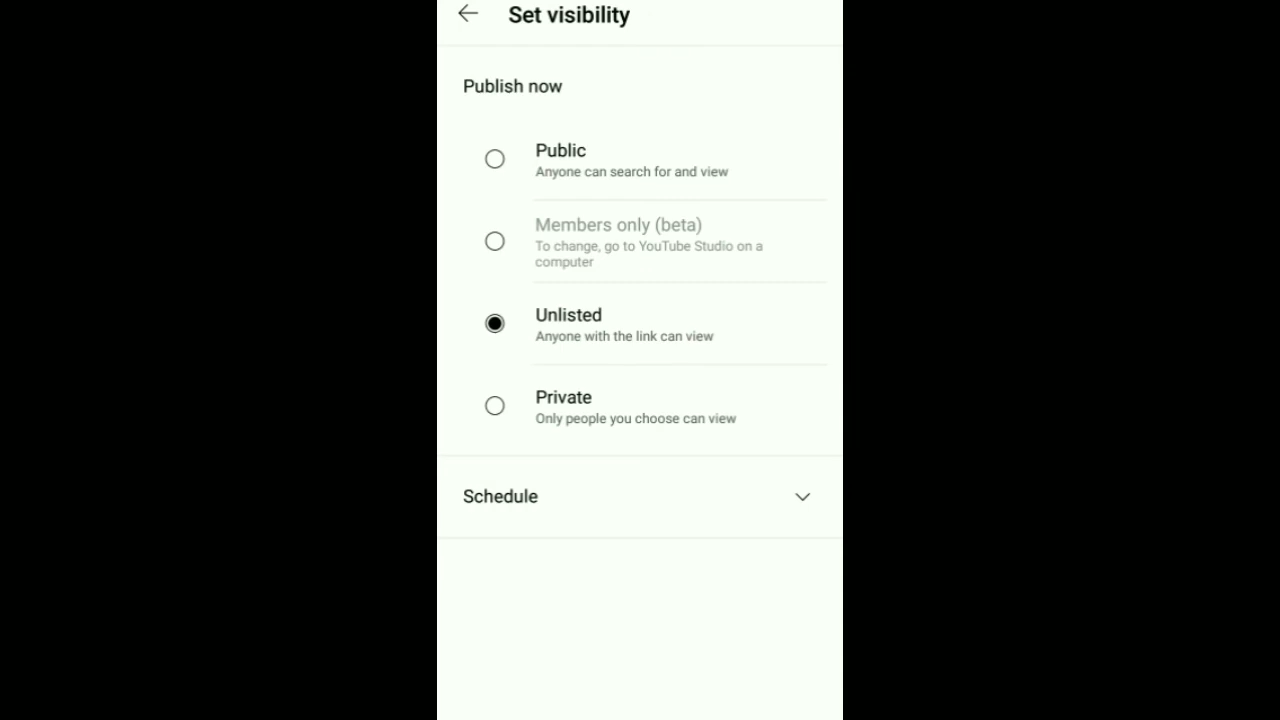 Set visibility
Publish now
Public
Anyone can search for and view
Members only (beta)
To change, go to YouTube Studio on a
computer
Unlisted
Anyone with the link can view
Private
Only people you choose can view
Schedule